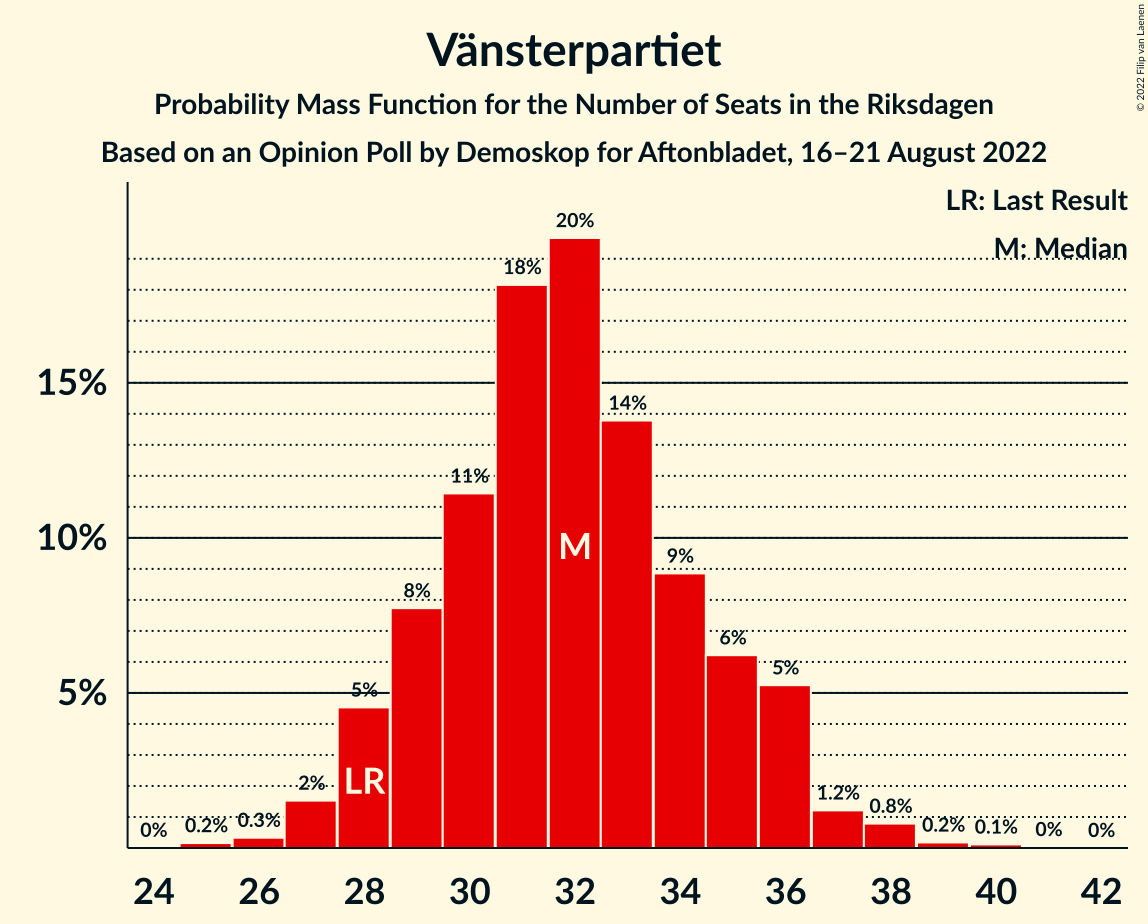 Vänsterpartiet
Probability Mass Function for the Number of Seats in the Riksdagen
Based on an Opinion Poll by Demoskop for Aftonbladet, 16–21 August 2022
© 2022 Filip van Laenen
LR: Last Result
M: Median
15%
10%
5%
0%
0.2%
0.3%
2%
5%
8%
11%
18%
20%
14%
9%
6%
5%
1.2%
0.8%
0.2%
0.1%
0%
0%
LR
M
24 26 28 30 32 34 36 38 40 42